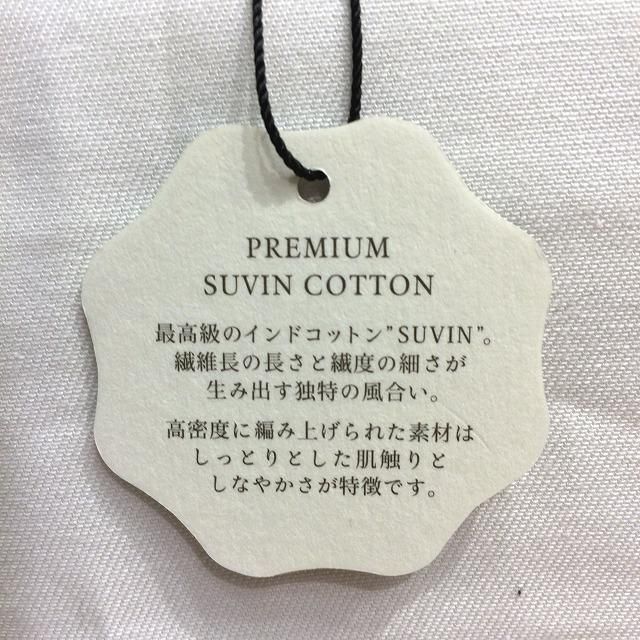 PREMIUM
SUVIN COTTON
最高級のインドコットン"SUVIN"。
繊維長の長さと繊度の細さが
生み出す独特の風合い。
高密度に編み上げられた素材は
しっとりとした肌触りと
しなやかさが特徴です。